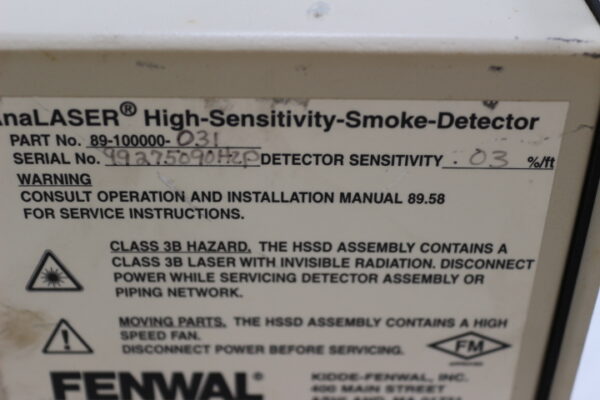 AnaLASER® High-Sensitivity-Smoke-Detector
PART No. 89-100000-031
SERIAL No. DETECTOR SENSITIVITY .03 %/ft
WARNING
CONSULT OPERATION AND INSTALLATION MANUAL 89.58
FOR SERVICE INSTRUCTIONS.
CLASS 3B HAZARD. THE HSSD ASSEMBLY CONTAINS A
CLASS 3B LASER WITH INVISIBLE RADIATION. DISCONNECT
POWER WHILE SERVICING DETECTOR ASSEMBLY OR
PIPING NETWORK.
MOVING PARTS. THE HSSD ASSEMBLY CONTAINS A HIGH
SPEED FAN.
DISCONNECT POWER BEFORE SERVICING.
FM
APPROVED
FENWAL®
KIDDE-FENWAL, INC.
400 MAIN STREET